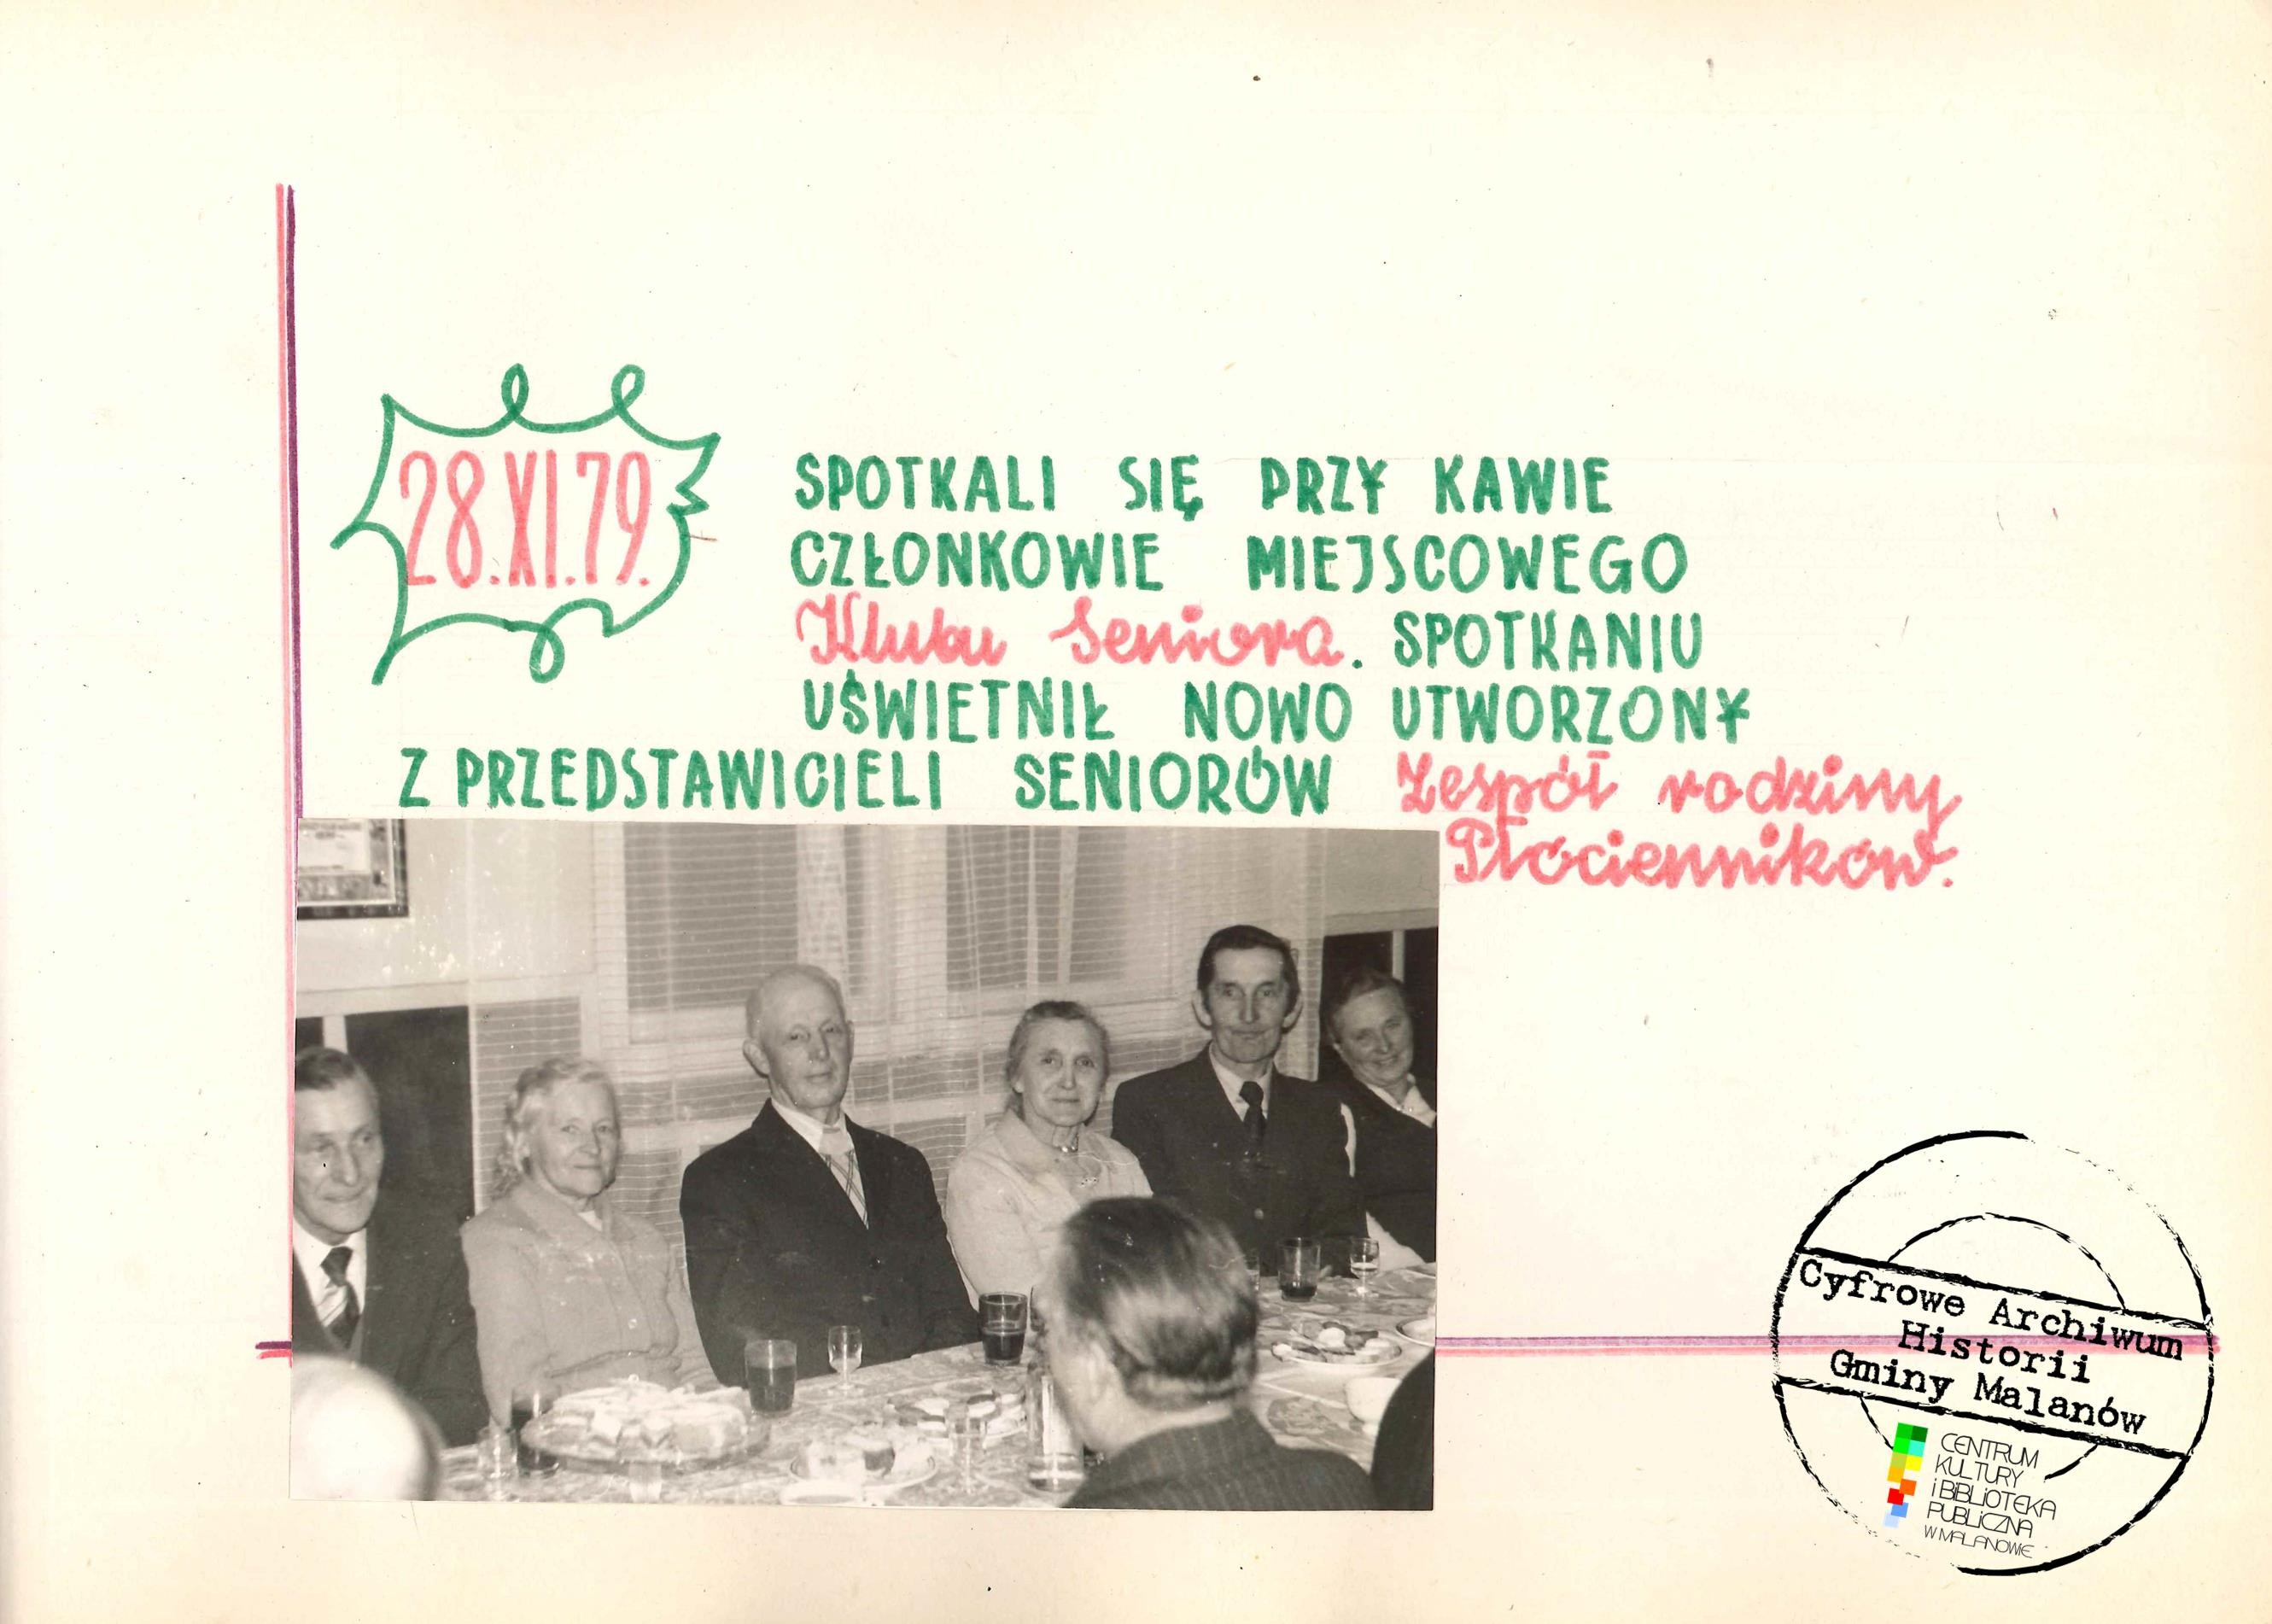 28.XI.79.
SPOTKALI SIĘ PRZY KAWIE
CZŁONKOWIE MIEJSCOWEGO
Klubu Seniora. SPOTKANIU
UŚWIETNIŁ NOWO UTWORZONY
Z PRZEDSTAWICIELI SENIORÓW Zespół rodziny
Płócienników.
Cyfrowe Archiwum
Historii
Gminy Malanów
CENTRUM
KULTURY
i BiBLiOTEKA
PUBLiCZNA
W MALANOWiE